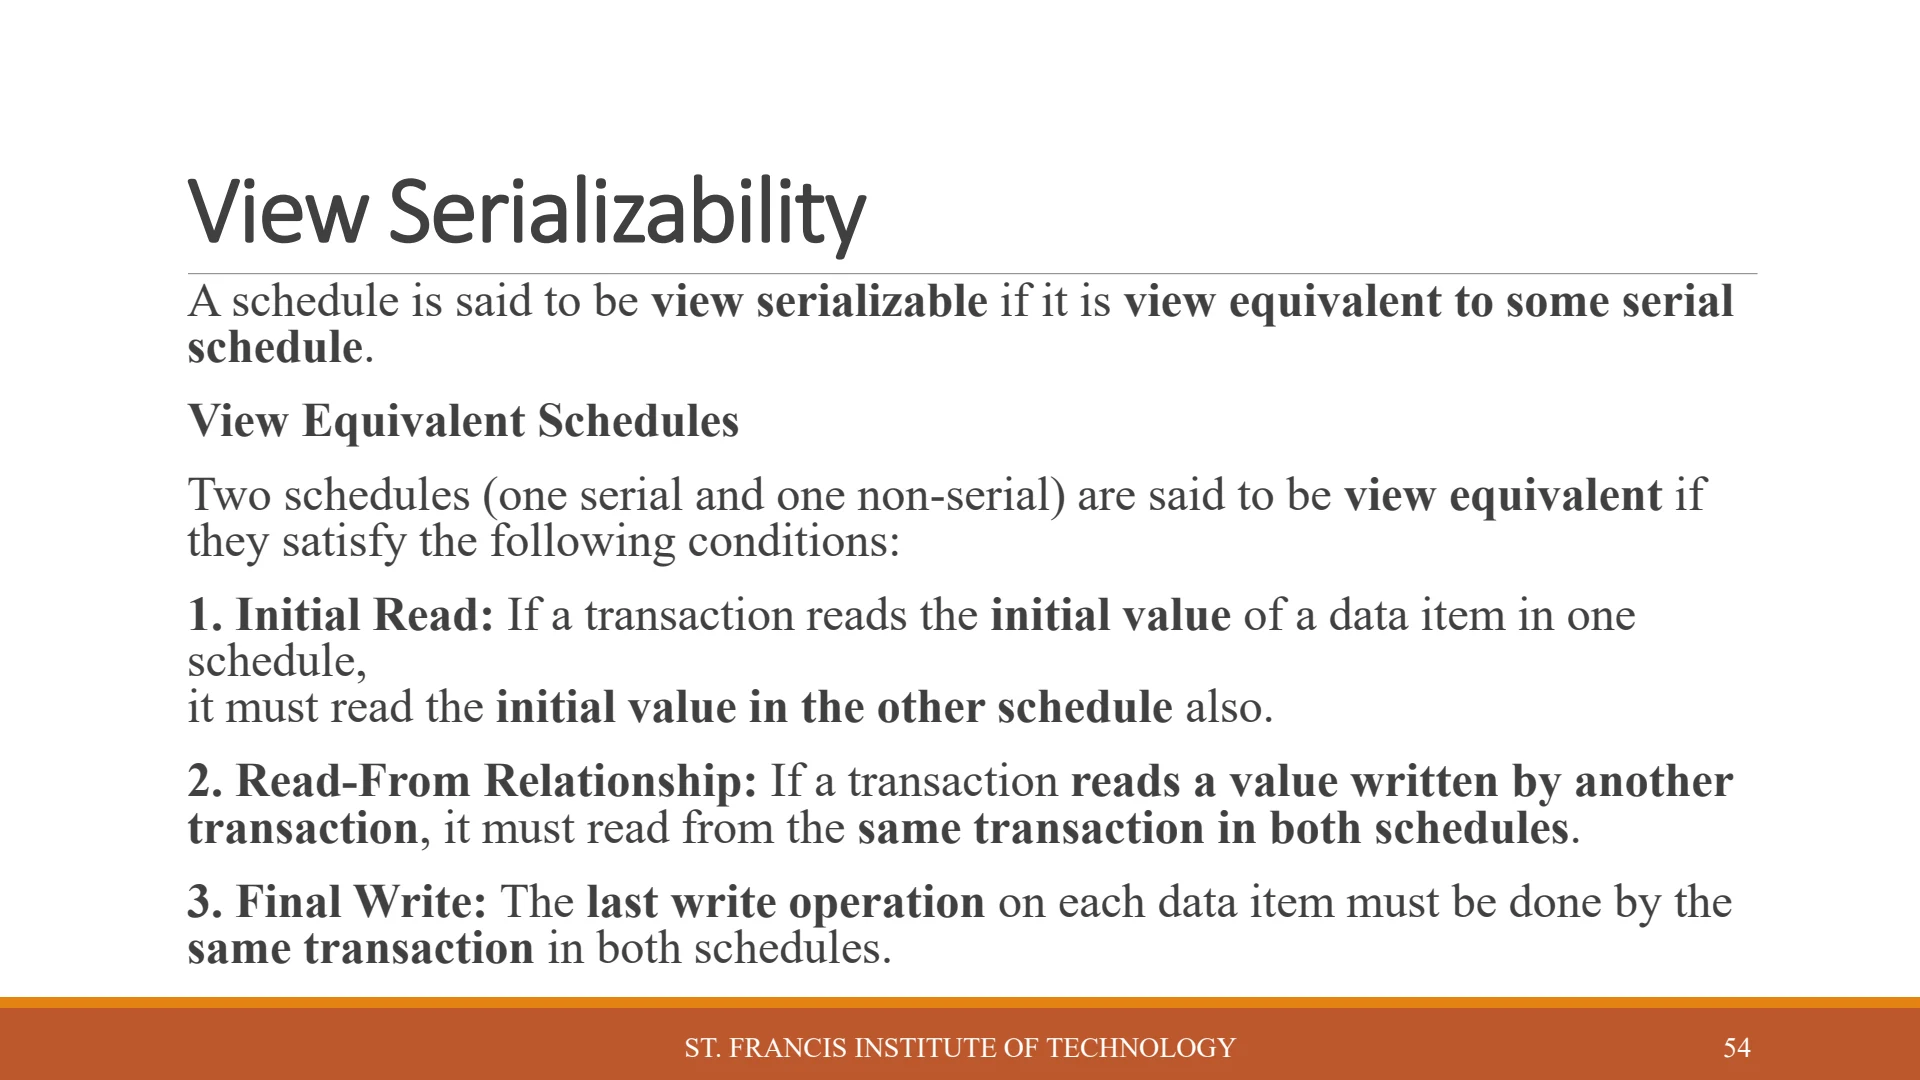 View Serializability
A schedule is said to be view serializable if it is view equivalent to some serial
schedule.
View Equivalent Schedules
Two schedules (one serial and one non-serial) are said to be view equivalent if
they satisfy the following conditions:
1. Initial Read: If a transaction reads the initial value of a data item in one
schedule,
it must read the initial value in the other schedule also.
2. Read-From Relationship: If a transaction reads a value written by another
transaction, it must read from the same transaction in both schedules.
3. Final Write: The last write operation on each data item must be done by the
same transaction in both schedules.
ST. FRANCIS INSTITUTE OF TECHNOLOGY
54